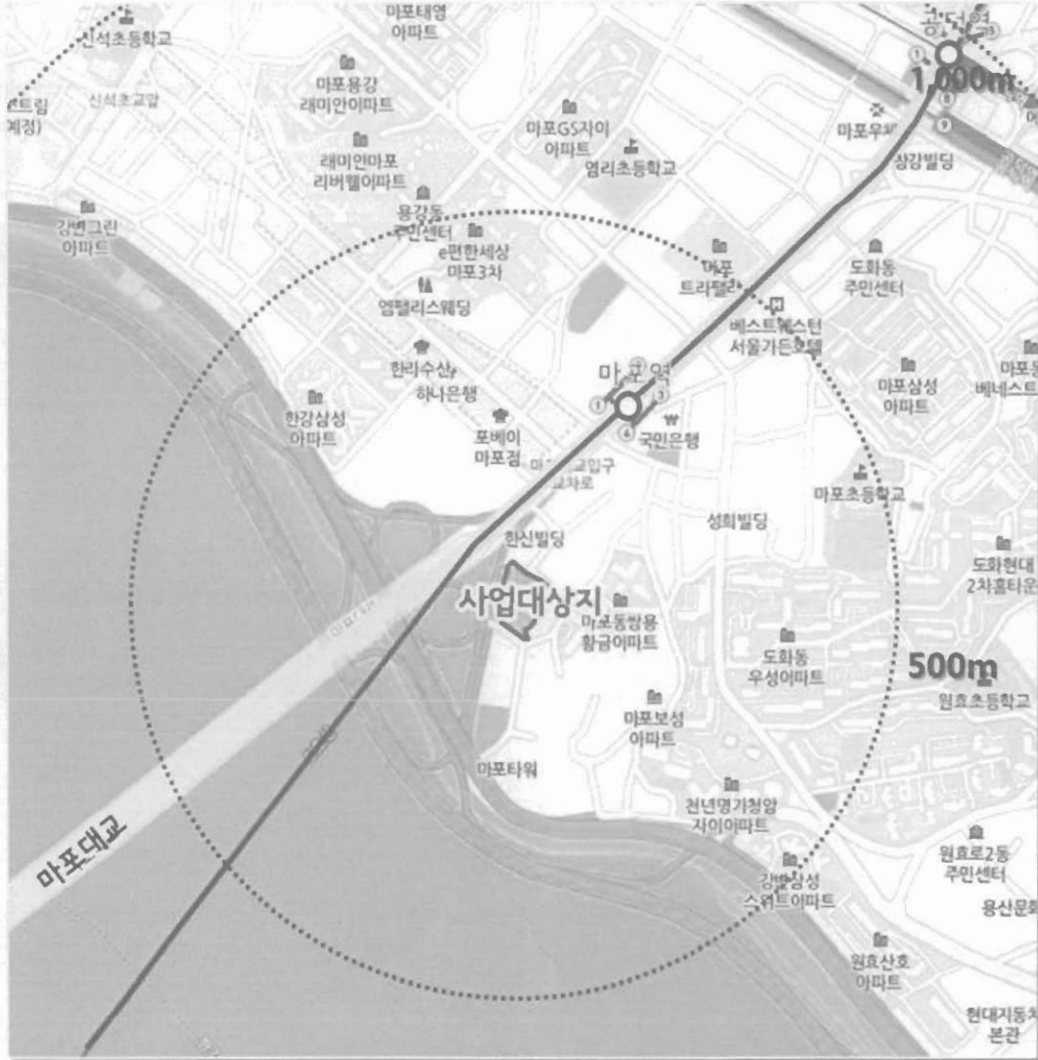 신석초등학교
마포태영
아파트
공덕역
1,000m
신석초교앞
마포용강
래미안아파트
마포GS자이
아파트
염리초등학교
예정)
래미안마포
리버웰아파트
상강빌딩
강변그린
아파트
용강동
주민센터
e편한세상
마포3차
마포
도화동
주민센터
엠팰리스웨딩
베스트웨스턴
서울가든호텔
한라수산
하나은행
마포역
1
3
4
국민은행
마포삼성
아파트
한강삼성
아파트
포베이
마포점
마포초등학교
성희빌딩
한신빌딩
도화현대
2차홈타운
사업대상지
마포동쌍용
황금아파트
도화동
우성아파트
500m
원효초등학교
마포보성
아파트
마포타워
천년명가청암
자이아파트
마포대교
강변삼성
스위트아파트
원효로2동
주민센터
용산문화
원효산호
아파트
현대자동차
본관